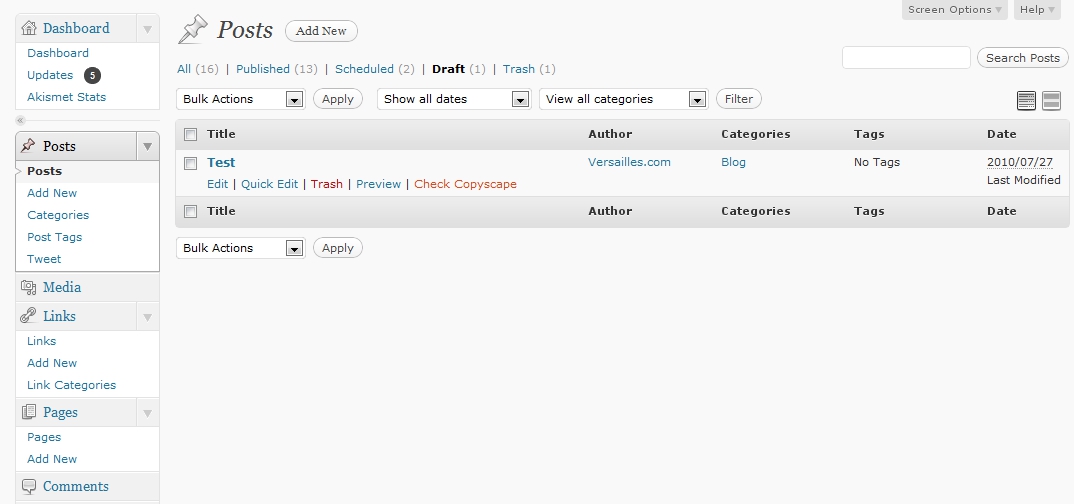 Screen Options Help
Dashboard
Dashboard
Updates 5
Akismet Stats
Posts
Posts
Add New
Categories
Post Tags
Tweet
Media
Links
Links
Add New
Link Categories
Pages
Pages
Add New
Comments
Posts Add New
Search Posts
All (16) | Published (13) | Scheduled (2) | Draft (1) | Trash (1)
Bulk Actions Apply Show all dates View all categories Filter
Title Author Categories Tags Date
Test Versailles.com Blog No Tags 2010/07/27
Edit | Quick Edit | Trash | Preview | Check Copyscape Last Modified
Title Author Categories Tags Date
Bulk Actions Apply